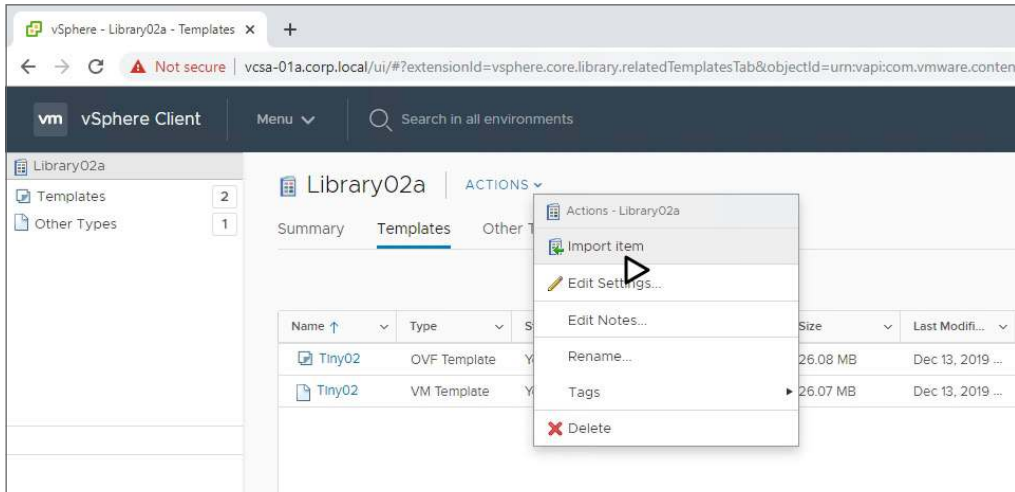 vSphere - Library02a - Templates
Not secure | vcsa-01a.corp.local/ui/#?extensionId=vsphere.core.library.relatedTemplatesTab&objectId=urn:vapi:com.vmware.conten
vm vSphere Client Menu Search in all environments
Library02a
Templates 2
Other Types 1
Library02a ACTIONS
Summary Templates Other T
Actions - Library02a
Import item
Edit Settings...
Edit Notes...
Rename...
Tags
Delete
Name Type S Size Last Modifi...
TIny02 OVF Template Y 26.08 MB Dec 13, 2019 ...
TIny02 VM Template Y 26.07 MB Dec 13, 2019 ...